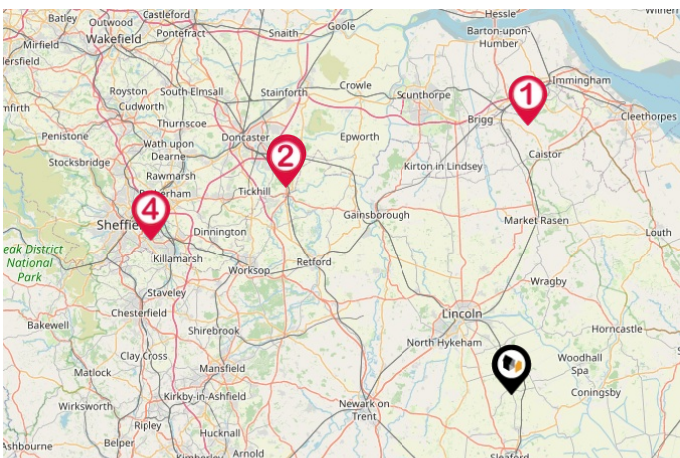 Batley
Outwood
Castleford
Hessle
Goole
Wakefield
Pontefract
Snaith
Barton-upon-
Humber
Mirfield
Royston
South Elmsall
Stainforth
Crowle
Scunthorpe
1
Immingham
Cudworth
Thurnscoe
Brigg
Cleethorpes
Penistone
Doncaster
Epworth
Wath upon
Dearne
2
Stocksbridge
Caistor
Rawmarsh
Kirton in Lindsey
Tickhill
4
Gainsborough
Market Rasen
Dinnington
Louth
Killamarsh
Peak District
National
Park
Worksop
Retford
Staveley
Wragby
Chesterfield
Lincoln
Bakewell
Shirebrook
Horncastle
North Hykeham
Clay Cross
Woodhall
Spa
Matlock
Mansfield
Coningsby
Kirkby-in-Ashfield
Wirksworth
Newark on
Trent
Ripley
Hucknall
Ashbourne
Belper
Kimberley
Arnold
Sleaford